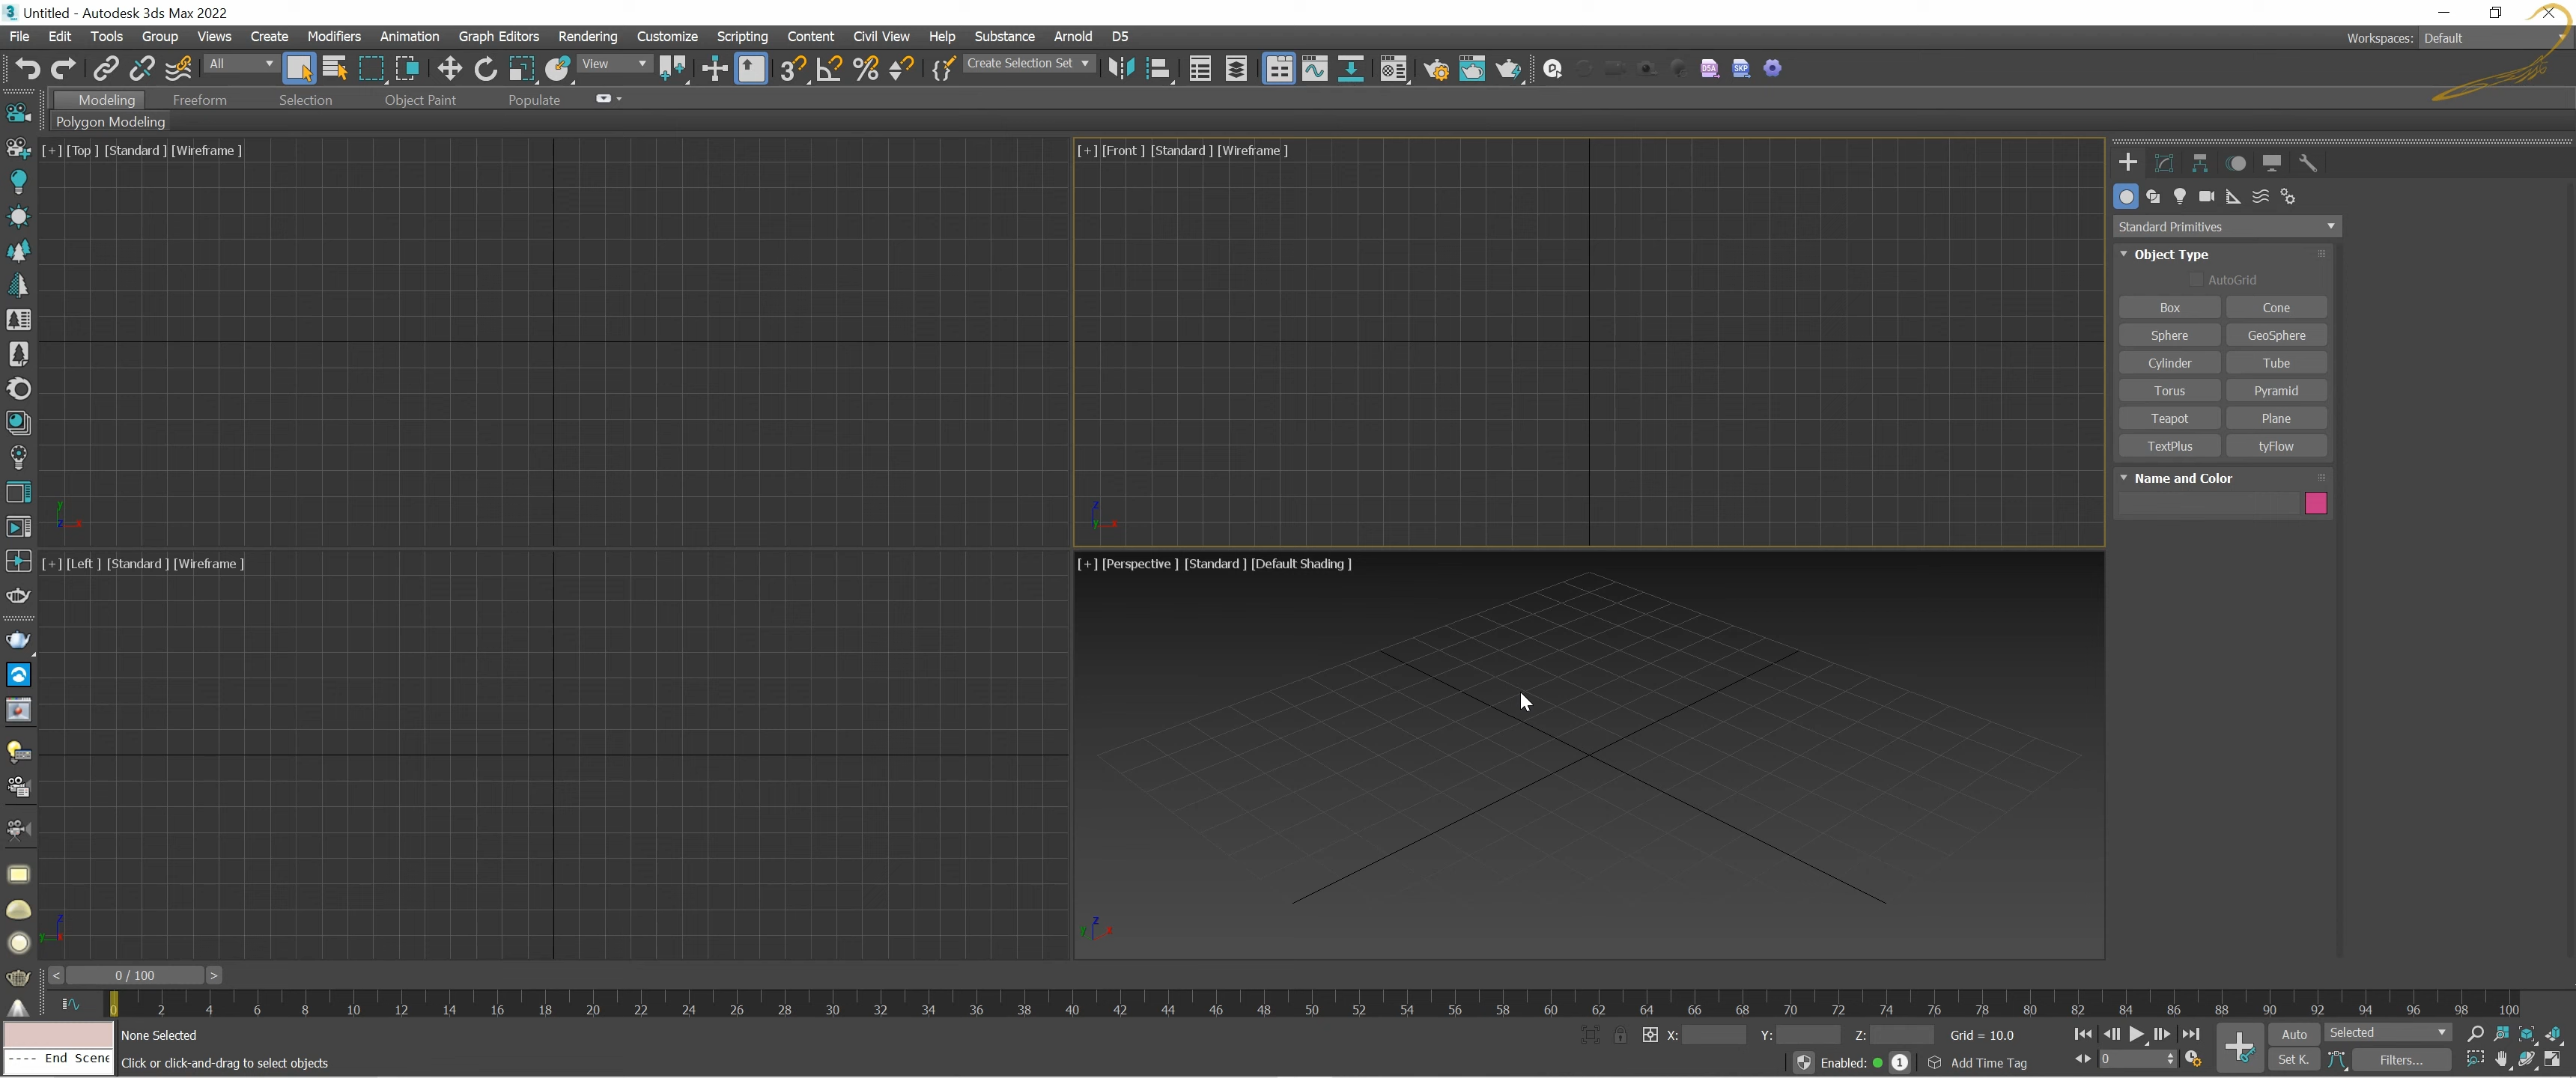 3 Untitled - Autodesk 3ds Max 2022
File Edit Tools Group Views Create Modifiers Animation Graph Editors Rendering Customize Scripting Content Civil View Help Substance Arnold D5 Workspaces: Default
All View 3 Create Selection Set DSA SKP
Modeling Freeform Selection Object Paint Populate
Polygon Modeling
[+] [Top ] [Standard ] [Wireframe ]
[+] [Front ] [Standard ] [Wireframe ]
Standard Primitives
Object Type
AutoGrid
Box Cone
Sphere GeoSphere
Cylinder Tube
Torus Pyramid
Teapot Plane
TextPlus tyFlow
Name and Color
y z x
z y x
[+] [Left ] [Standard ] [Wireframe ]
[+] [Perspective ] [Standard ] [Default Shading ]
z y x
z y x
< 0 / 100 >
0 2 4 6 8 10 12 14 16 18 20 22 24 26 28 30 32 34 36 38 40 42 44 46 48 50 52 54 56 58 60 62 64 66 68 70 72 74 76 78 80 82 84 86 88 90 92 94 96 98 100
None Selected X: Y: Z: Grid = 10.0 Auto Selected
---- End Scene Click or click-and-drag to select objects Enabled: 1 Add Time Tag 0 Set K. Filters...